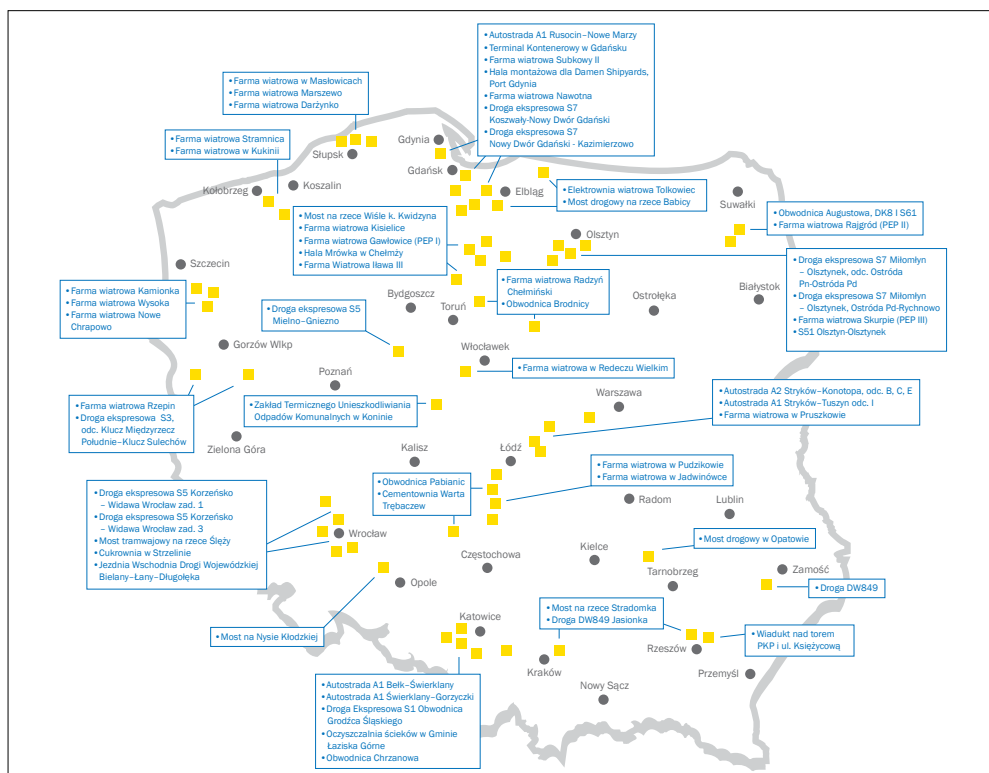 • Autostrada A1 Rusocin–Nowe Marzy
• Terminal Kontenerowy w Gdańsku
• Farma wiatrowa Subkowy II
• Hala montażowa dla Damen Shipyards,
Port Gdynia
• Farma wiatrowa Nawotna
• Droga ekspresowa S7
Koszwały-Nowy Dwór Gdański
• Droga ekspresowa S7
Nowy Dwór Gdański - Kazimierzowo
• Farma wiatrowa w Masłowicach
• Farma wiatrowa Marszewo
• Farma wiatrowa Darżynko
• Farma wiatrowa Stramnica
• Farma wiatrowa w Kukinii
Gdynia
Słupsk
Gdańsk
Koszalin
Kołobrzeg
Elbląg
• Elektrownia wiatrowa Tolkowiec
• Most drogowy na rzece Babicy
Suwałki
• Obwodnica Augustowa, DK8 I S61
• Farma wiatrowa Rajgród (PEP II)
• Most na rzece Wiśle k. Kwidzyna
• Farma wiatrowa Kisielice
• Farma wiatrowa Gawłowice (PEP I)
• Hala Mrówka w Chełmży
• Farma Wiatrowa Iława III
Olsztyn
• Droga ekspresowa S7 Miłomłyn
– Olsztynek, odc. Ostróda
Pn-Ostróda Pd
• Droga ekspresowa S7 Miłomłyn
– Olsztynek, Ostróda Pd-Rychnowo
• Farma wiatrowa Skurpie (PEP III)
• S51 Olsztyn-Olsztynek
Szczecin
• Farma wiatrowa Kamionka
• Farma wiatrowa Wysoka
• Farma wiatrowa Nowe
Chrapowo
• Farma wiatrowa Radzyń
Chełmiński
• Obwodnica Brodnicy
Bydgoszcz
Toruń
Ostrołęka
Białystok
• Droga ekspresowa S5
Mielno–Gniezno
Gorzów Wlkp
Włocławek
Poznań
• Farma wiatrowa w Redeczu Wielkim
Warszawa
• Farma wiatrowa Rzepin
• Droga ekspresowa S3,
odc. Klucz Międzyrzecz
Południe–Klucz Sulechów
• Zakład Termicznego Unieszkodliwiania
Odpadów Komunalnych w Koninie
• Autostrada A2 Stryków–Konotopa, odc. B, C, E
• Autostrada A1 Stryków–Tuszyn odc. I
• Farma wiatrowa w Pruszkowie
Zielona Góra
Kalisz
Łódź
• Obwodnica Pabianic
• Cementownia Warta
Trębaczew
• Farma wiatrowa w Pudzikowie
• Farma wiatrowa w Jadwinówce
Radom
Lublin
• Droga ekspresowa S5 Korzeńsko
– Widawa Wrocław zad. 1
• Droga ekspresowa S5 Korzeńsko
– Widawa Wrocław zad. 3
• Most tramwajowy na rzece Ślęży
• Cukrownia w Strzelinie
• Jezdnia Wschodnia Drogi Wojewódzkiej
Bielany–Łany–Długołęka
Wrocław
• Most drogowy w Opatowie
Częstochowa
Kielce
Opole
Tarnobrzeg
Zamość
• Droga DW849
• Most na Nysie Kłodzkiej
Katowice
• Most na rzece Stradomka
• Droga DW849 Jasionka
• Wiadukt nad torem
PKP i ul. Księżycową
Rzeszów
Kraków
Przemyśl
Nowy Sącz
• Autostrada A1 Bełk–Świerklany
• Autostrada A1 Świerklany–Gorzyczki
• Droga Ekspresowa S1 Obwodnica
Grodźca Śląskiego
• Oczyszczalnia ścieków w Gminie
Łaziska Górne
• Obwodnica Chrzanowa